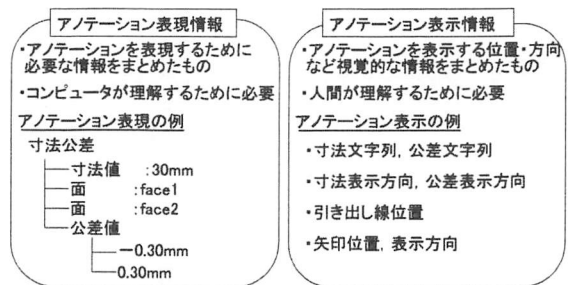 アノテーション表現情報
・アノテーションを表現するために
必要な情報をまとめたもの
・コンピュータが理解するために必要
アノテーション表現の例
寸法公差
寸法値 :30mm
面 :face1
面 :face2
公差値
－0.30mm
0.30mm
アノテーション表示情報
・アノテーションを表示する位置・方向
など視覚的な情報をまとめたもの
・人間が理解するために必要
アノテーション表示の例
・寸法文字列, 公差文字列
・寸法表示方向, 公差表示方向
・引き出し線位置
・矢印位置, 表示方向